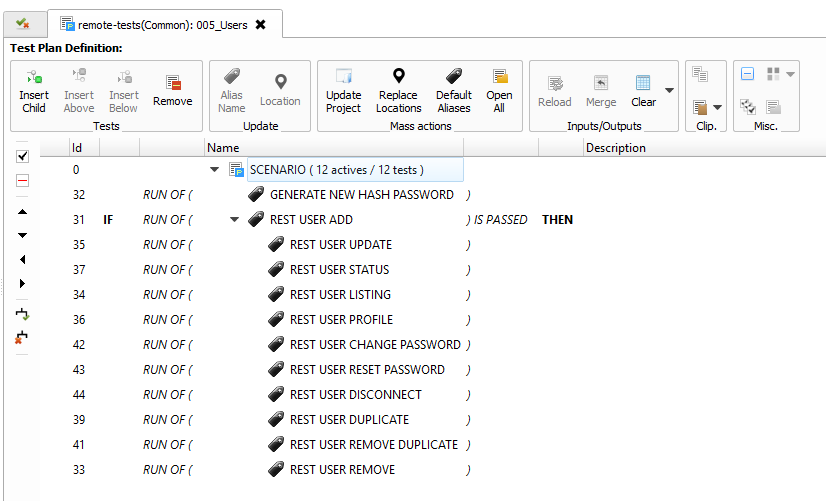 remote-tests(Common): 005_Users
Test Plan Definition:
Insert Child
Insert Above
Insert Below
Remove
Tests
Alias Name
Location
Update
Update Project
Replace Locations
Default Aliases
Open All
Mass actions
Reload
Merge
Clear
Inputs/Outputs
Clip.
Misc.
Id Name Description
0 SCENARIO ( 12 actives / 12 tests )
32 RUN OF ( GENERATE NEW HASH PASSWORD )
31 IF RUN OF ( REST USER ADD ) IS PASSED THEN
35 RUN OF ( REST USER UPDATE )
37 RUN OF ( REST USER STATUS )
34 RUN OF ( REST USER LISTING )
36 RUN OF ( REST USER PROFILE )
42 RUN OF ( REST USER CHANGE PASSWORD )
43 RUN OF ( REST USER RESET PASSWORD )
44 RUN OF ( REST USER DISCONNECT )
39 RUN OF ( REST USER DUPLICATE )
41 RUN OF ( REST USER REMOVE DUPLICATE )
33 RUN OF ( REST USER REMOVE )